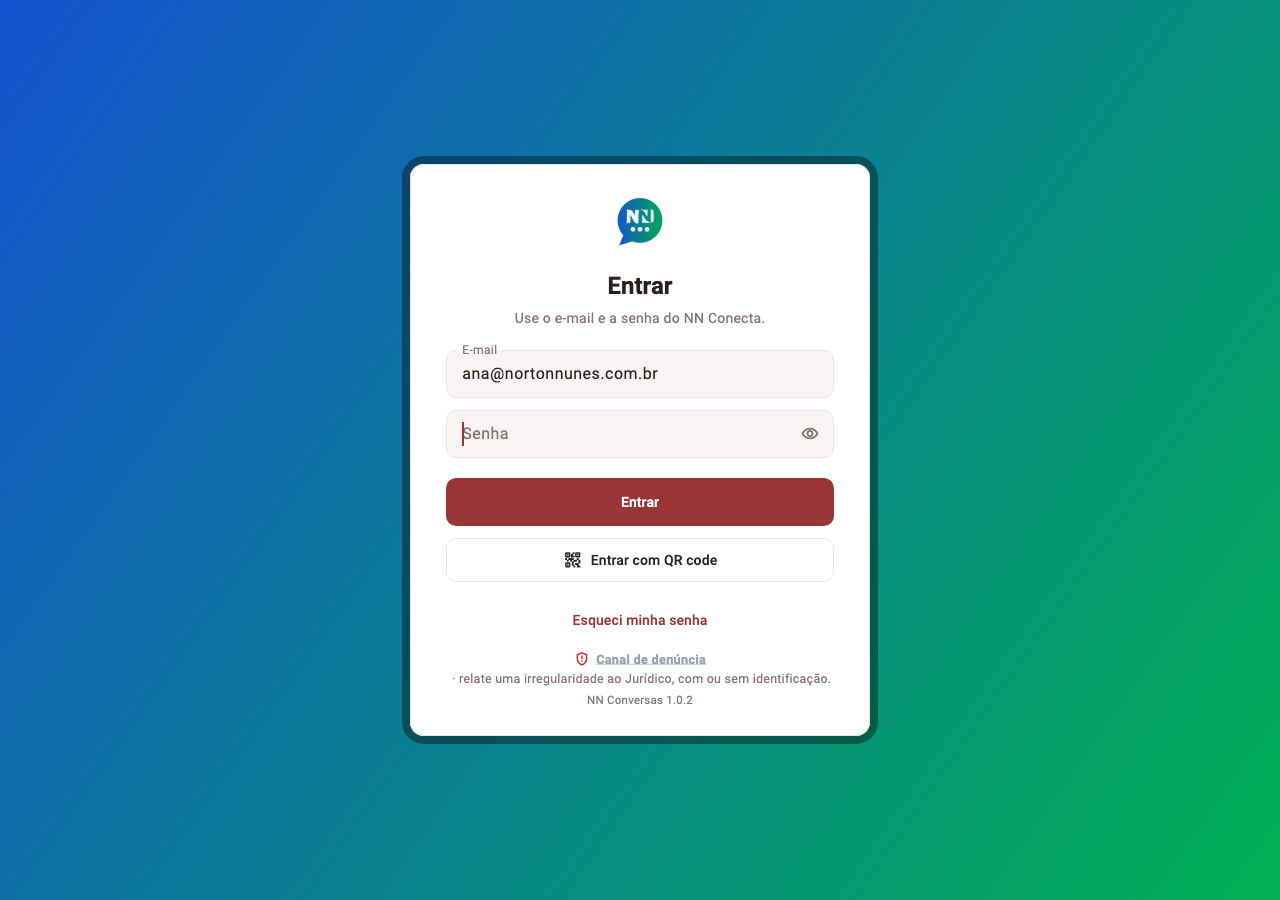 NN
Entrar
Use o e-mail e a senha do NN Conecta.
E-mail
ana@nortonnunes.com.br
Senha
Entrar
Entrar com QR code
Esqueci minha senha
Canal de denúncia
· relate uma irregularidade ao Jurídico, com ou sem identificação.
NN Conversas 1.0.2